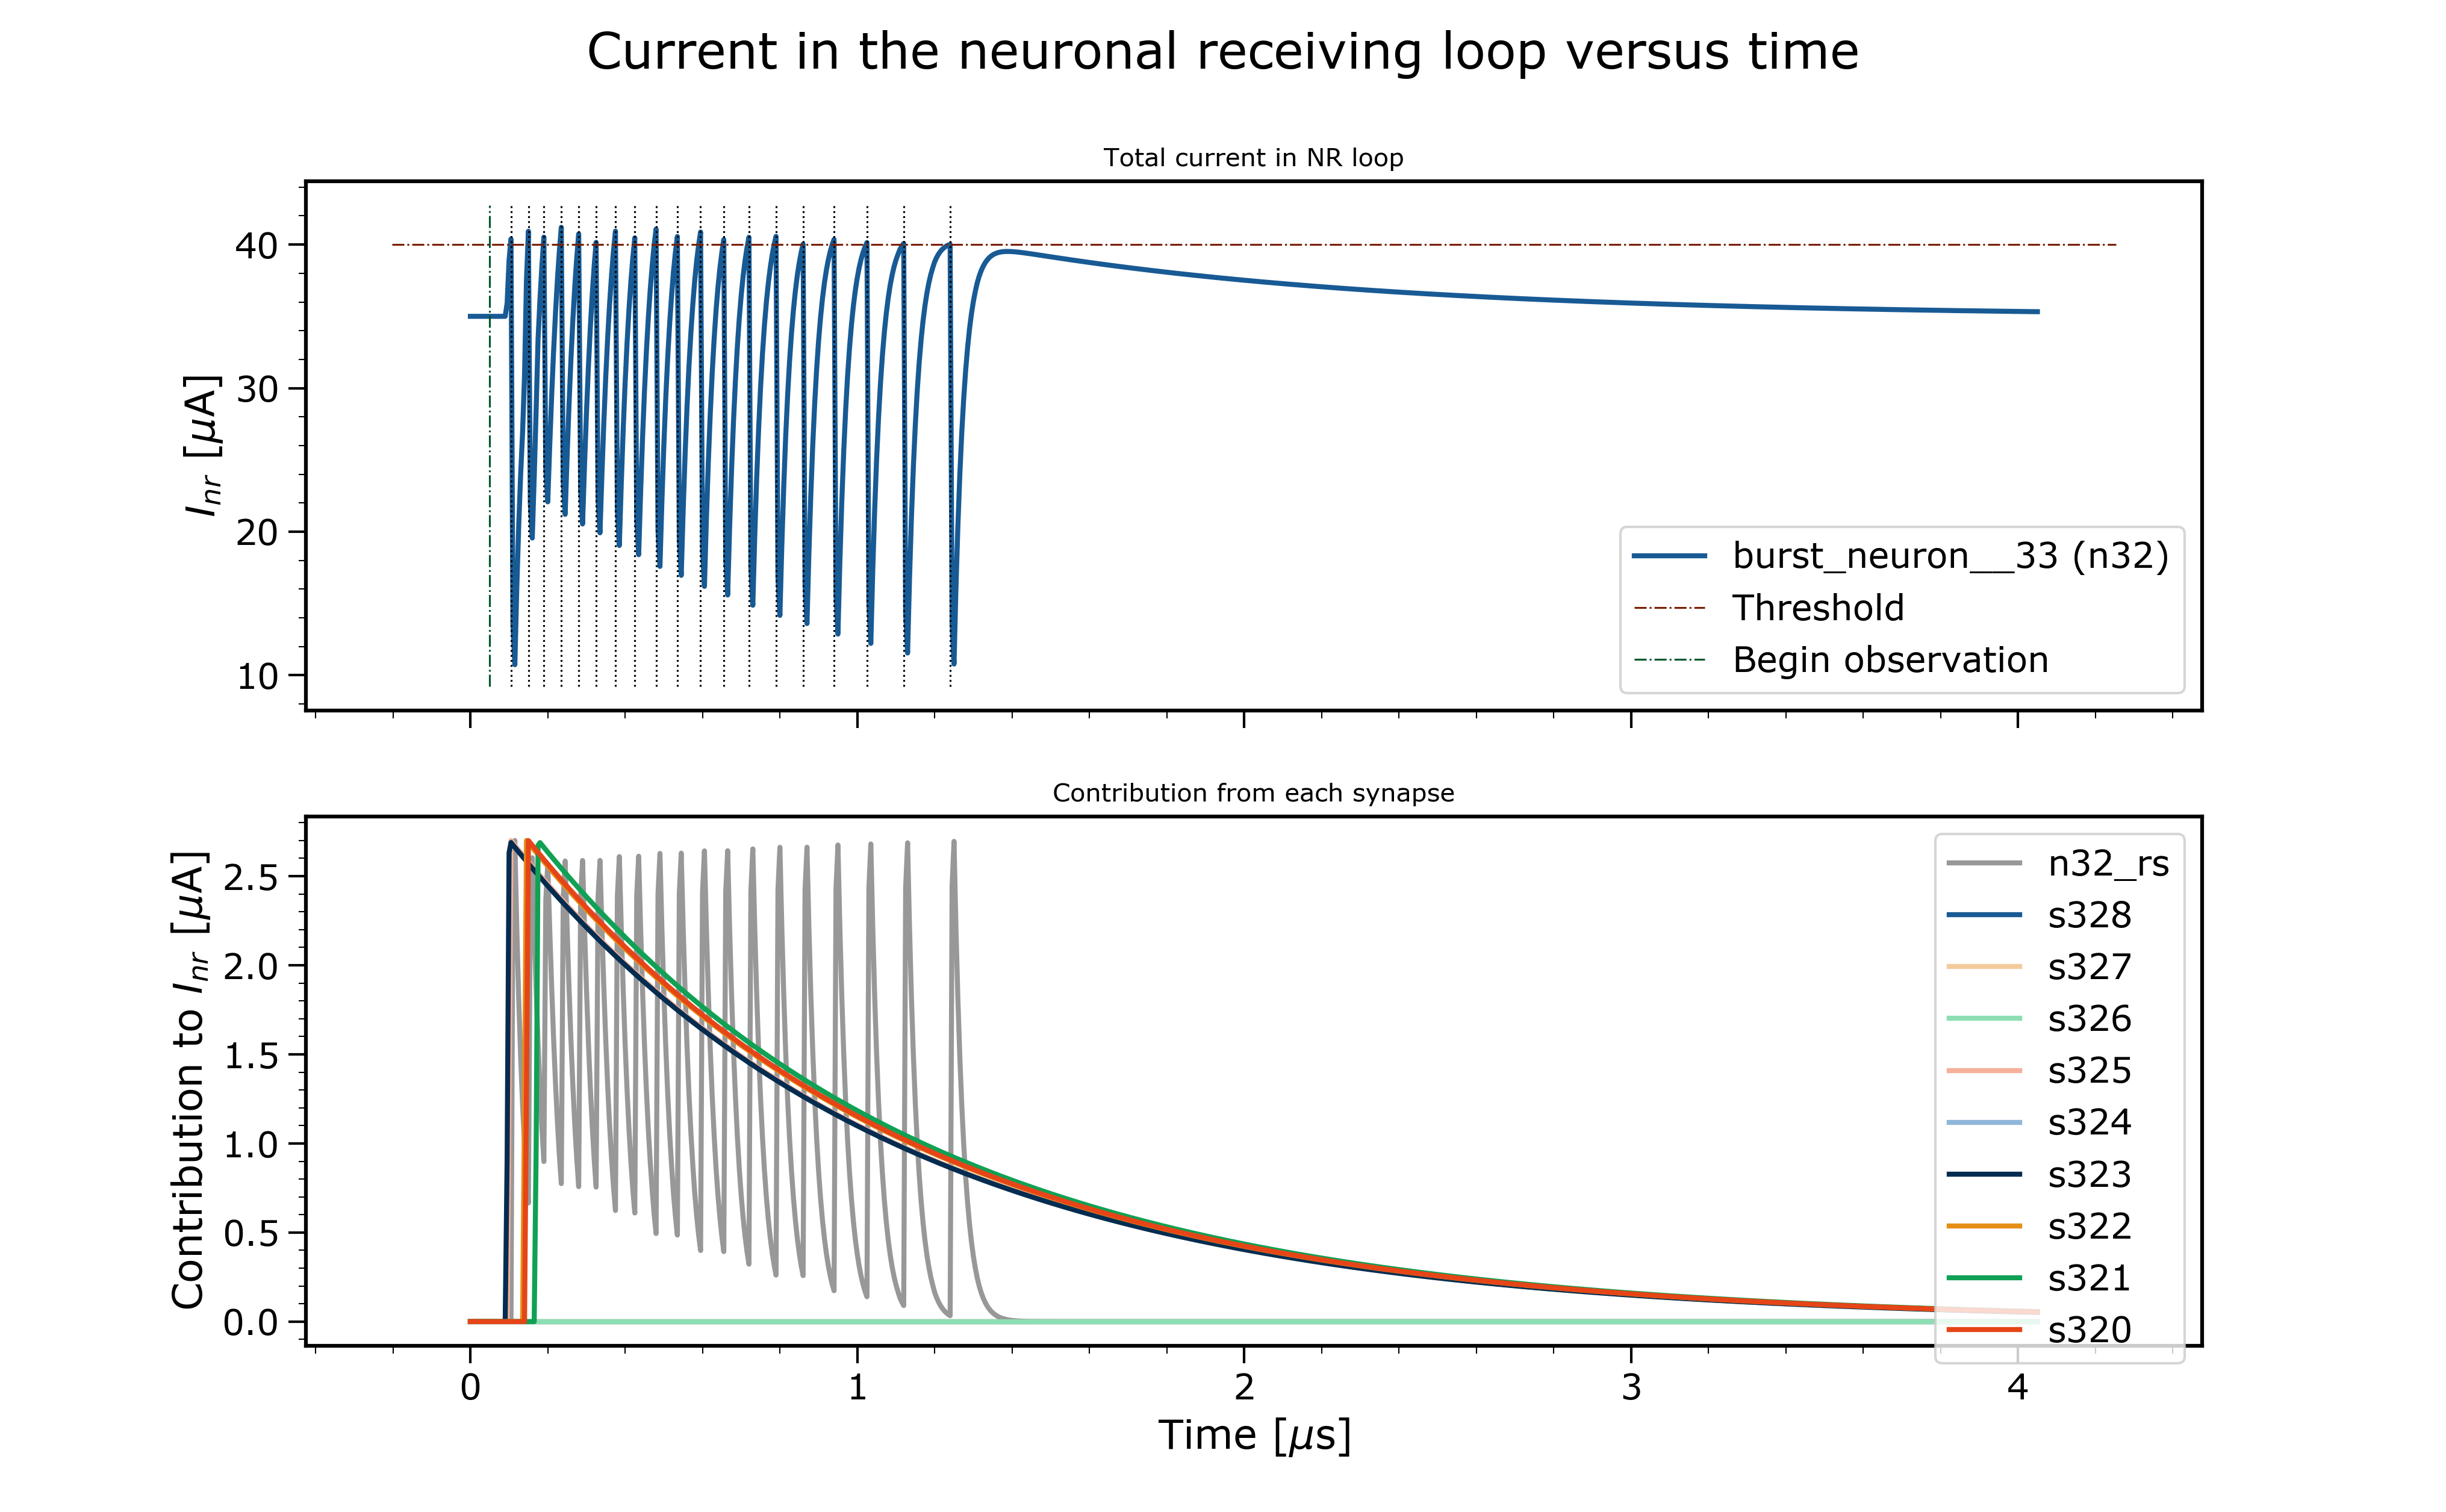 Current in the neuronal receiving loop versus time
Total current in NR loop
40
30
20
10
I_nr [μA]
burst_neuron__33 (n32)
Threshold
Begin observation
Contribution from each synapse
2.5
2.0
1.5
1.0
0.5
0.0
Contribution to I_nr [μA]
n32_rs
s328
s327
s326
s325
s324
s323
s322
s321
s320
0 1 2 3 4
Time [μs]